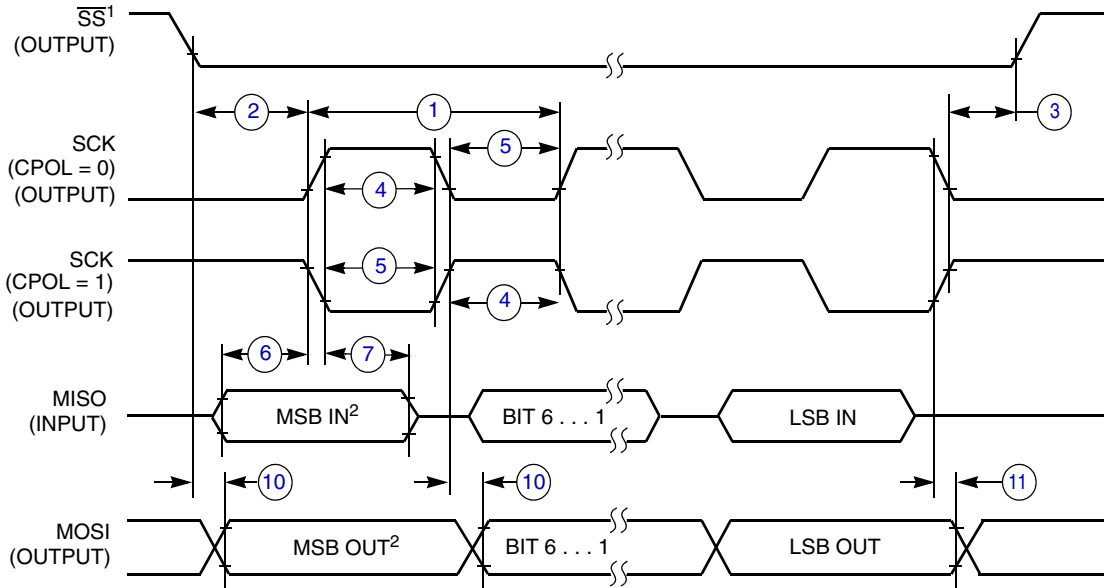 SS¹
(OUTPUT)
2
1
3
SCK
(CPOL = 0)
(OUTPUT)
5
4
SCK
(CPOL = 1)
(OUTPUT)
5
4
6
7
MISO
(INPUT)
MSB IN²
BIT 6 . . . 1
LSB IN
10
10
11
MOSI
(OUTPUT)
MSB OUT²
BIT 6 . . . 1
LSB OUT